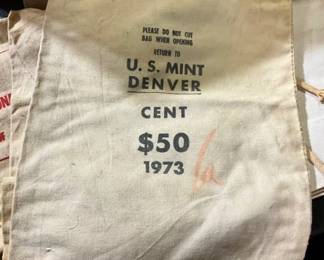 PLEASE DO NOT CUT
BAG WHEN OPENING
RETURN TO
U. S. MINT
DENVER
CENT
$50
1973